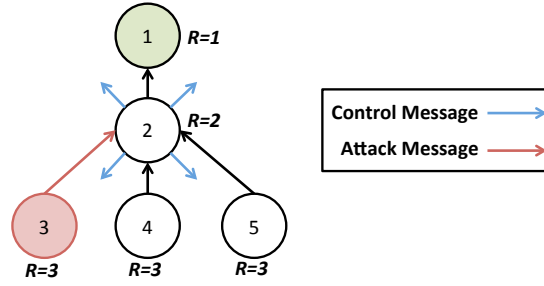 1 R=1
2 R=2
Control Message
Attack Message
3 4 5
R=3 R=3 R=3